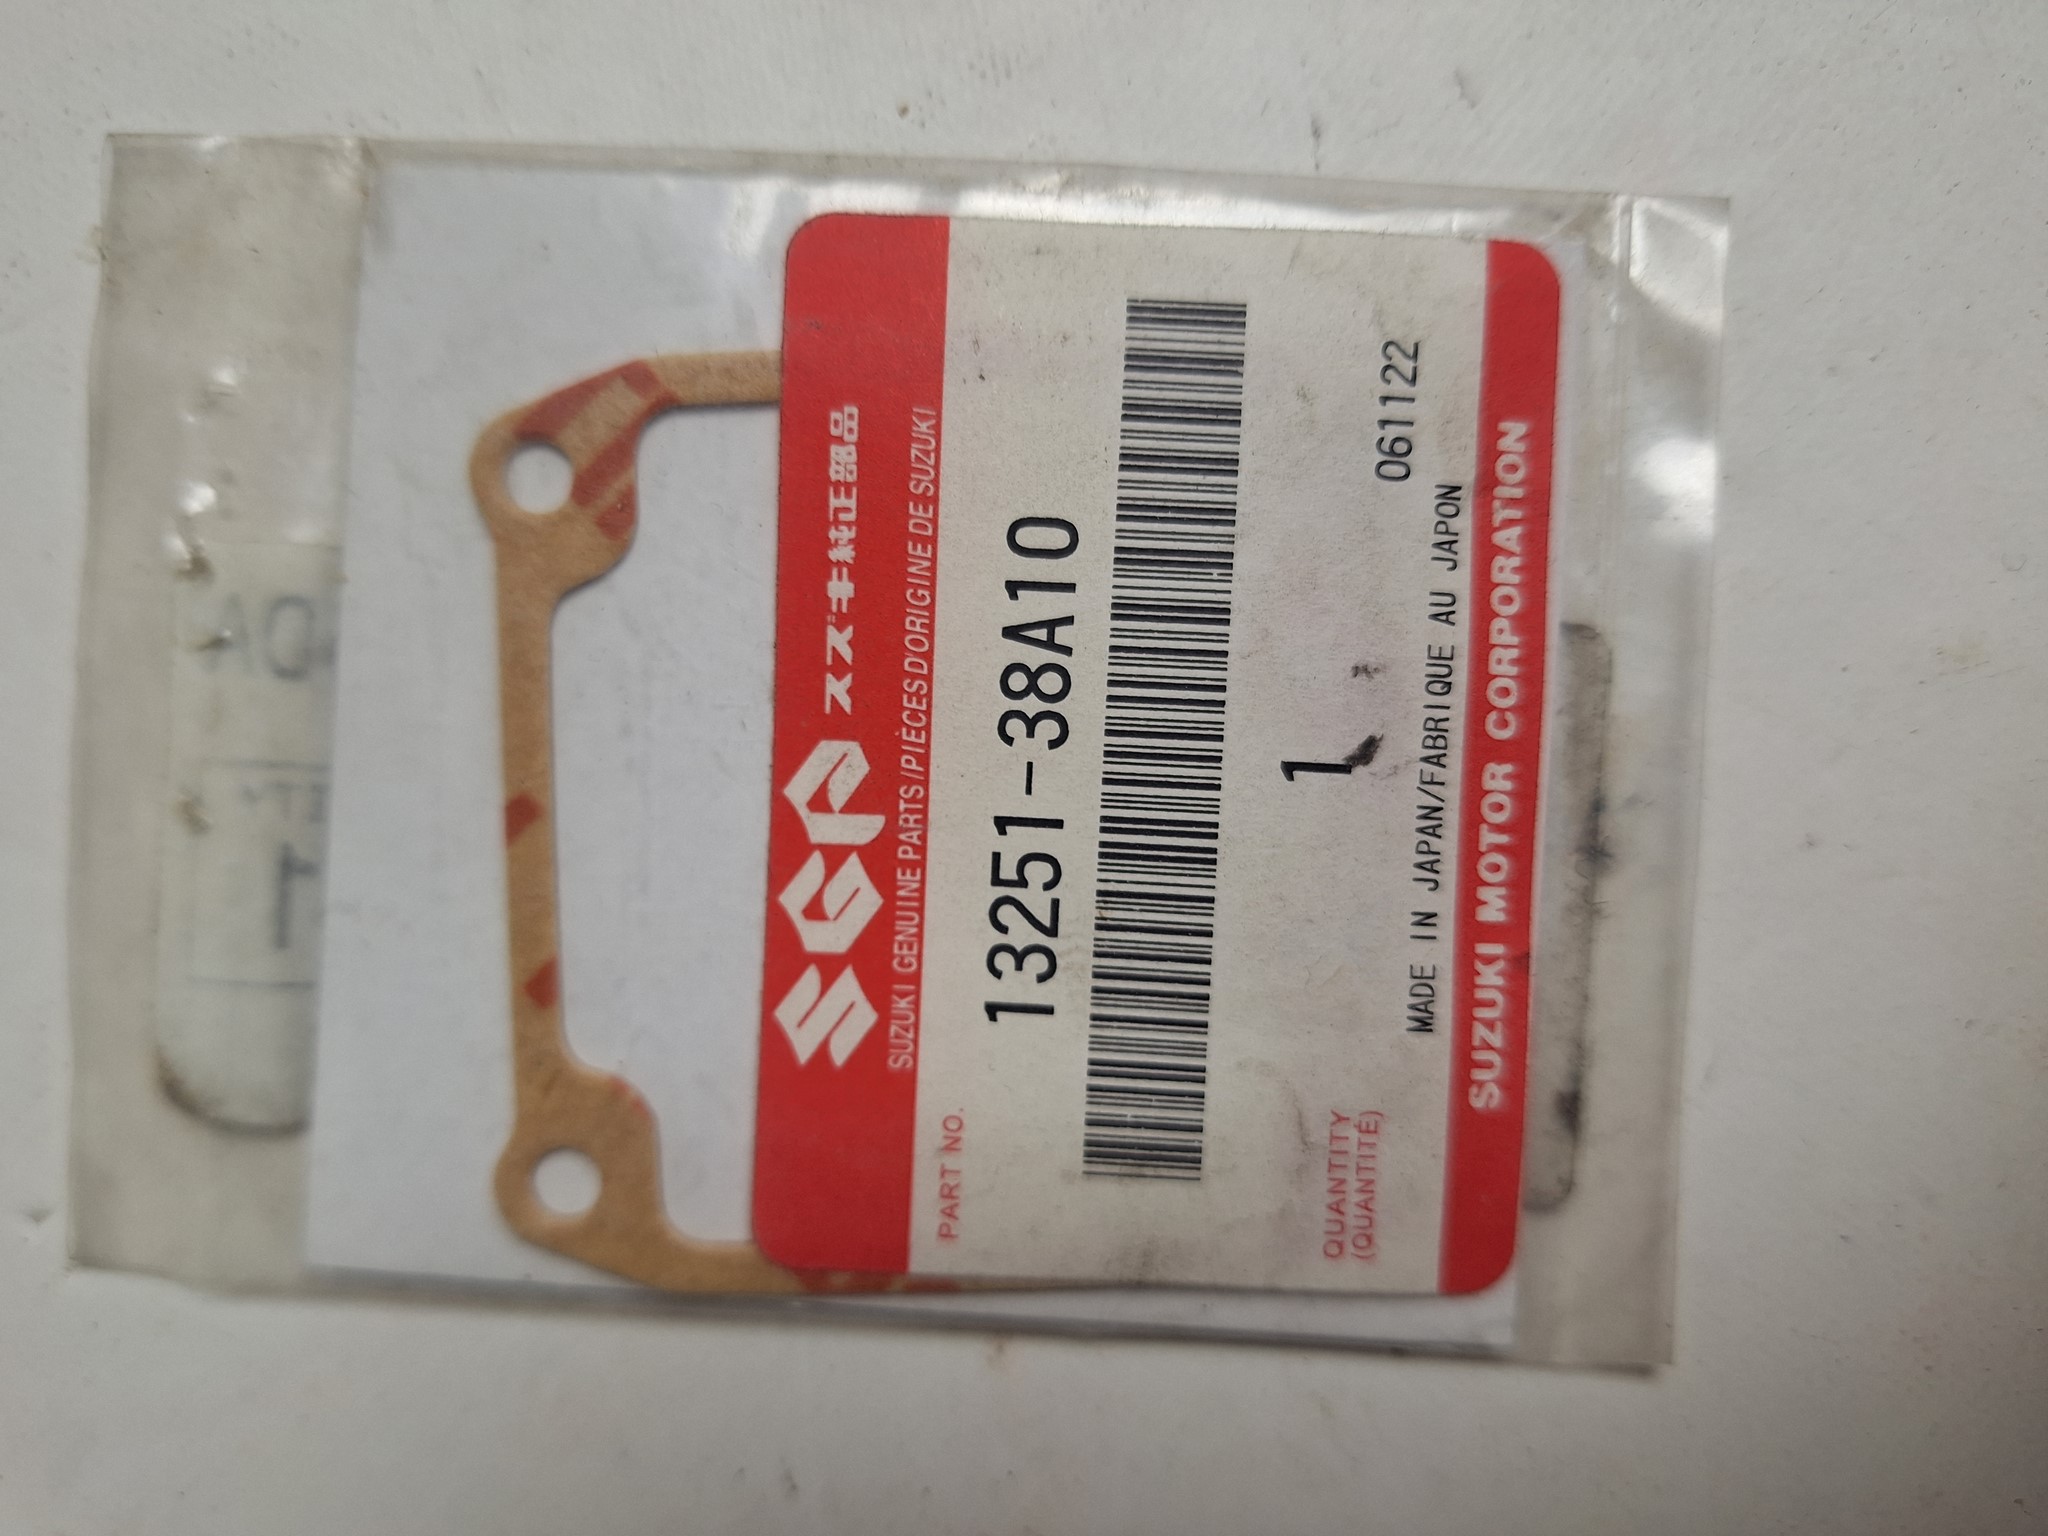 SGP スズキ純正部品
SUZUKI GENUINE PARTS/PIÈCES D'ORIGINE DE SUZUKI
PART NO.
13251-38A10
QUANTITY
(QUANTITÉ)
1
061122
MADE IN JAPAN/FABRIQUE AU JAPON
SUZUKI MOTOR CORPORATION